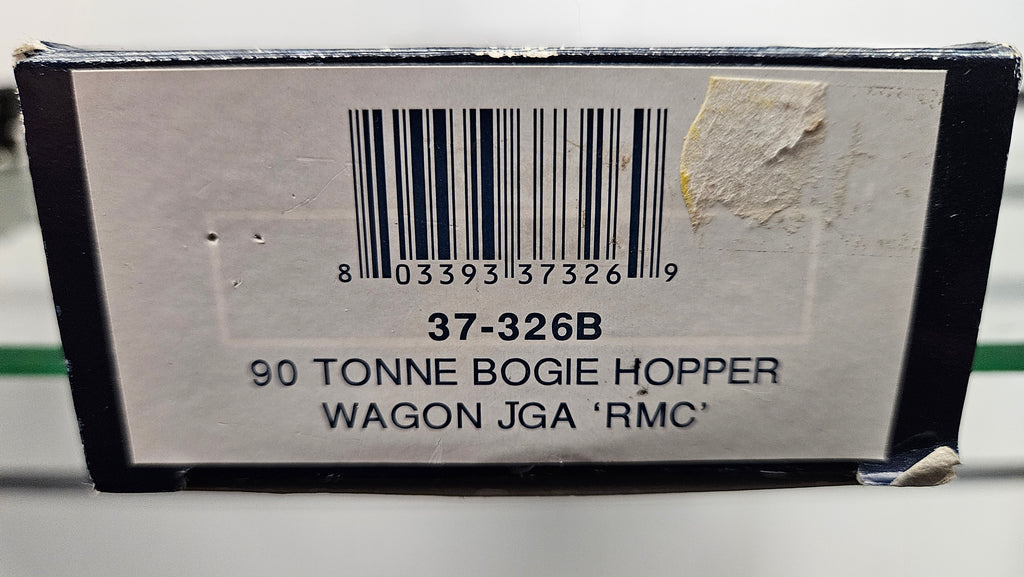 8 03393 37326 9
37-326B
90 TONNE BOGIE HOPPER
WAGON JGA ‘RMC’